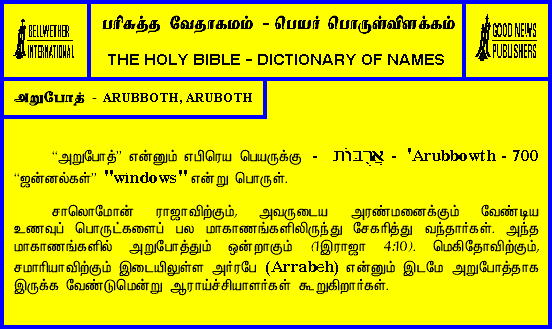 BELLWETHER
INTERNATIONAL
பரிசுத்த வேதாகமம் - பெயர் பொருள்விளக்கம்
THE HOLY BIBLE - DICTIONARY OF NAMES
GOOD NEWS
PUBLISHERS
அறுபோத் - ARUBBOTH, ARUBOTH
“அறுபோத்” என்னும் எபிரெய பெயருக்கு - ארֻבּוֹת - 'Arubbowth - 700
“ஜன்னல்கள்” "windows" என்று பொருள்.
சாலொமோன் ராஜாவிற்கும், அவருடைய அரண்மனைக்கும் வேண்டிய
உணவுப் பொருட்களைப் பல மாகாணங்களிலிருந்து சேகரித்து வந்தார்கள். அந்த
மாகாணங்களில் அறுபோத்தும் ஒன்றாகும் (1இராஜா 4:10). மெகிதோவிற்கும்,
சமாரியாவிற்கும் இடையிலுள்ள அர்ரபே (Arrabeh) என்னும் இடமே அறுபோத்தாக
இருக்க வேண்டுமென்று ஆராய்ச்சியாளர்கள் கூறுகிறார்கள்.